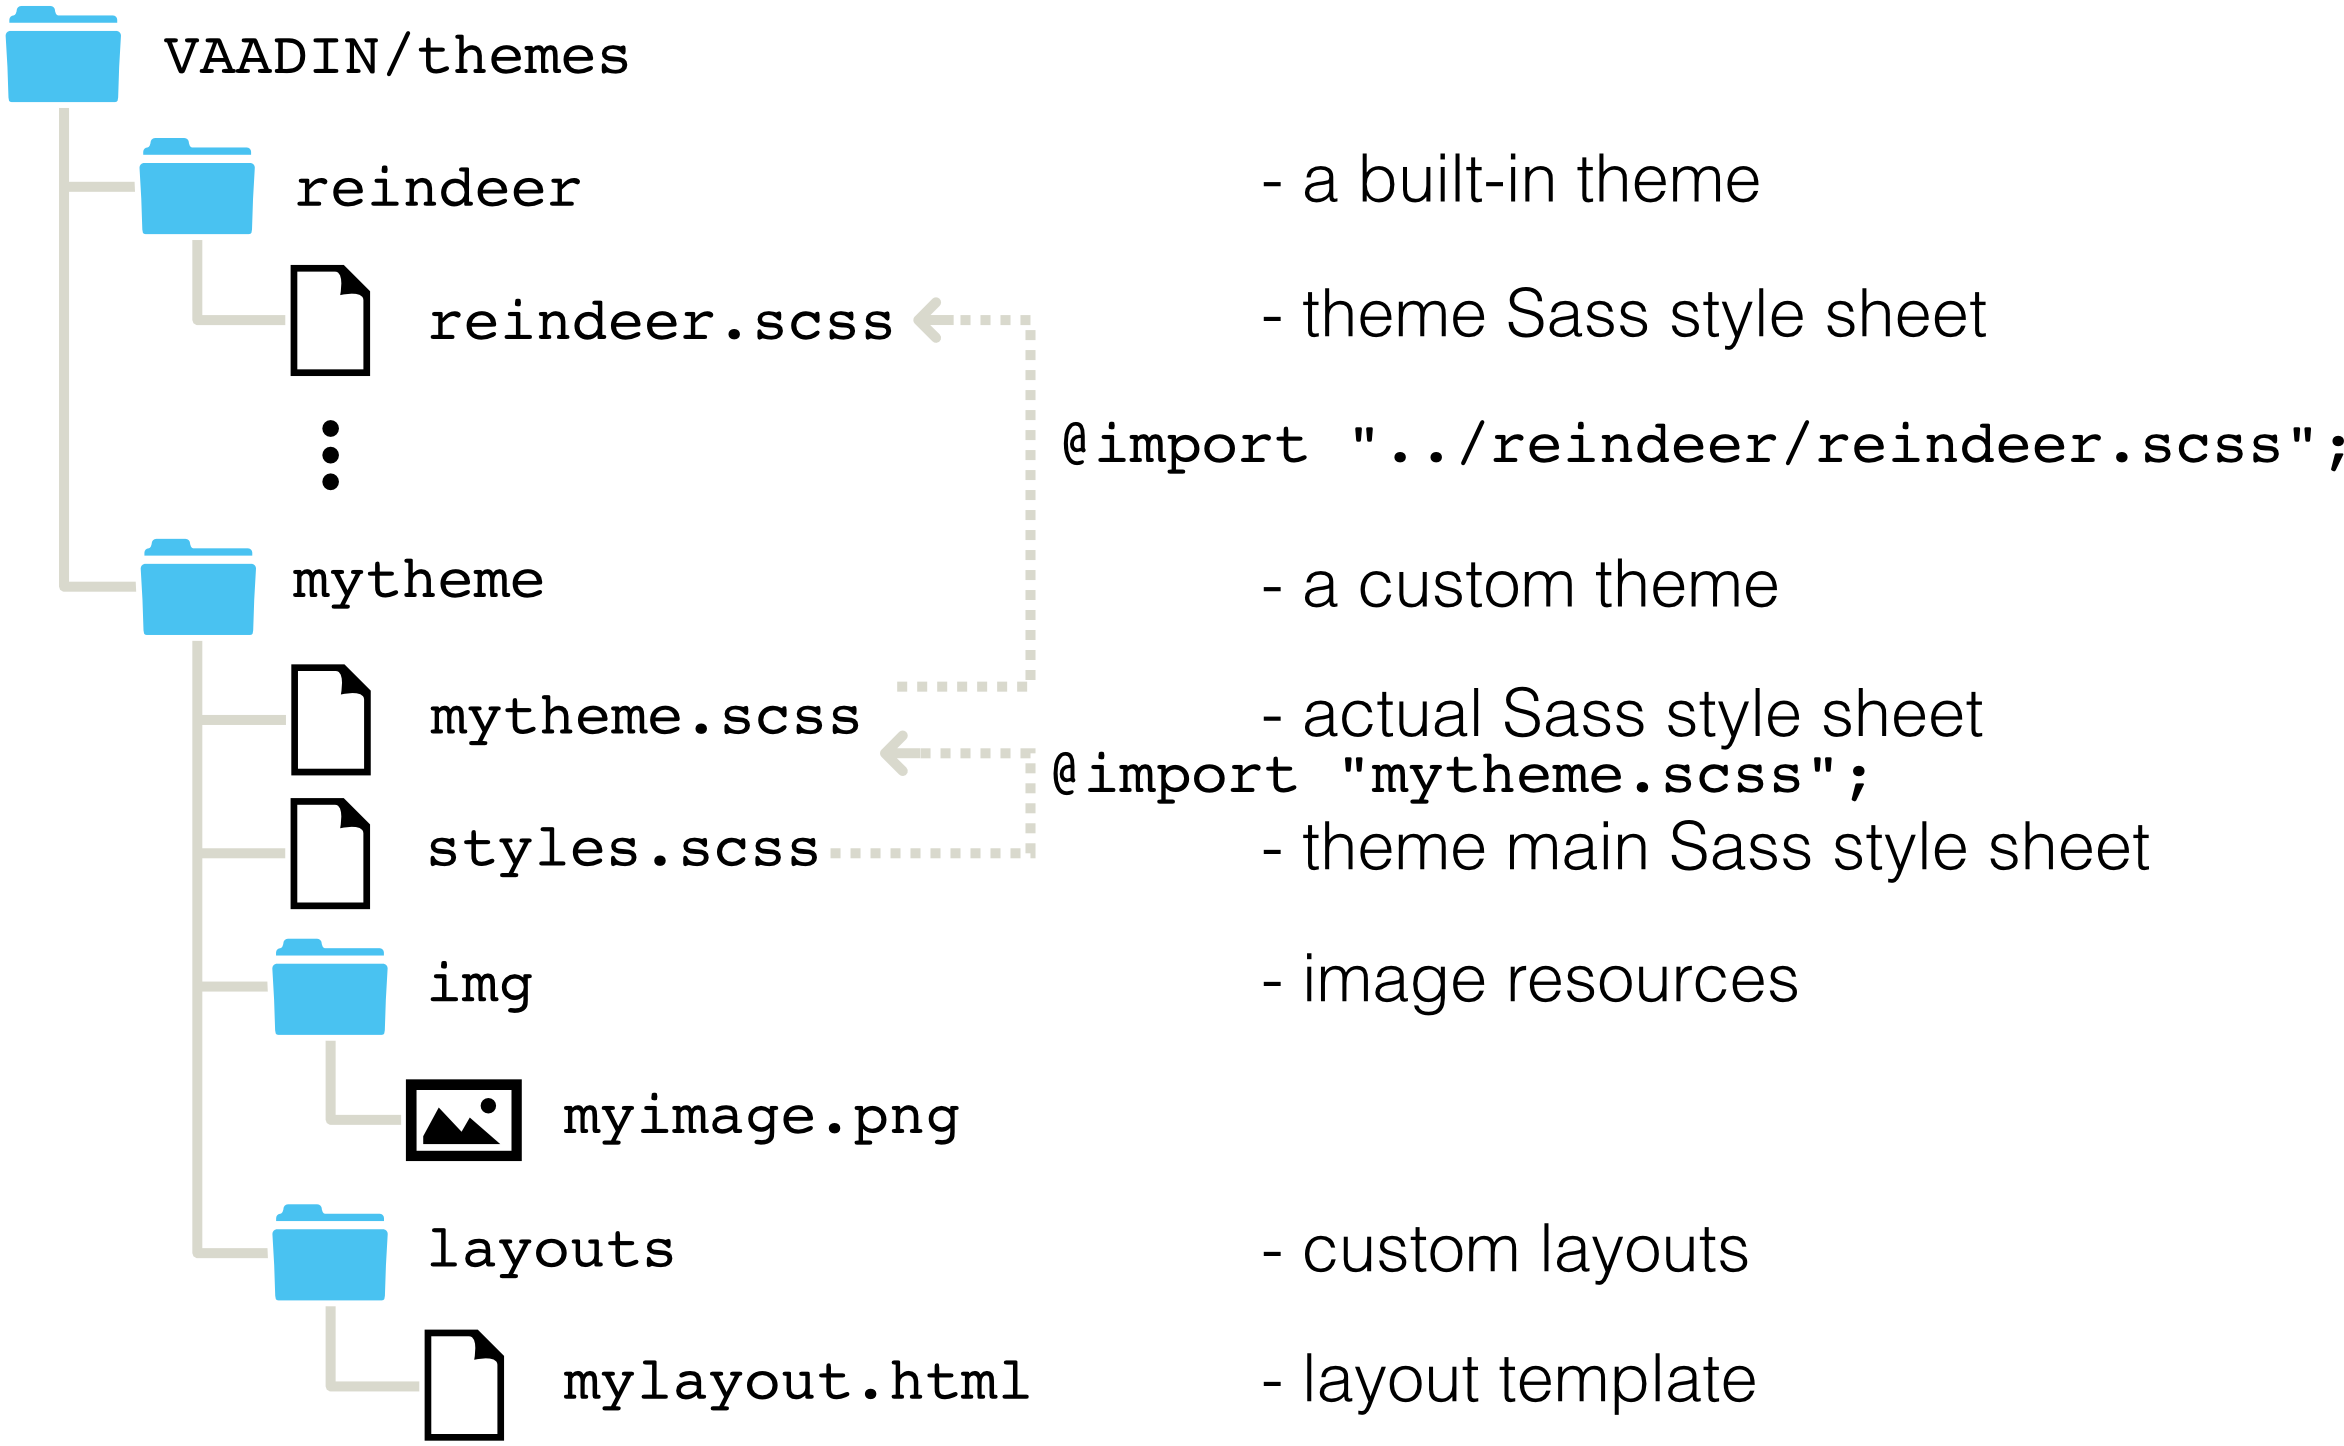 VAADIN/themes
reindeer - a built-in theme
reindeer.scss - theme Sass style sheet
@import "../reindeer/reindeer.scss";
mytheme - a custom theme
mytheme.scss - actual Sass style sheet
@import "mytheme.scss";
styles.scss - theme main Sass style sheet
img - image resources
myimage.png
layouts - custom layouts
mylayout.html - layout template